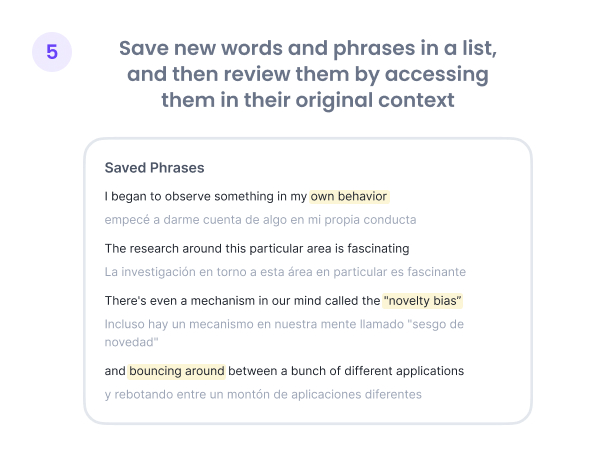 5
Save new words and phrases in a list,
and then review them by accessing
them in their original context
Saved Phrases
I began to observe something in my own behavior
empecé a darme cuenta de algo en mi propia conducta
The research around this particular area is fascinating
La investigación en torno a esta área en particular es fascinante
There's even a mechanism in our mind called the "novelty bias"
Incluso hay un mecanismo en nuestra mente llamado "sesgo de
novedad"
and bouncing around between a bunch of different applications
y rebotando entre un montón de aplicaciones diferentes